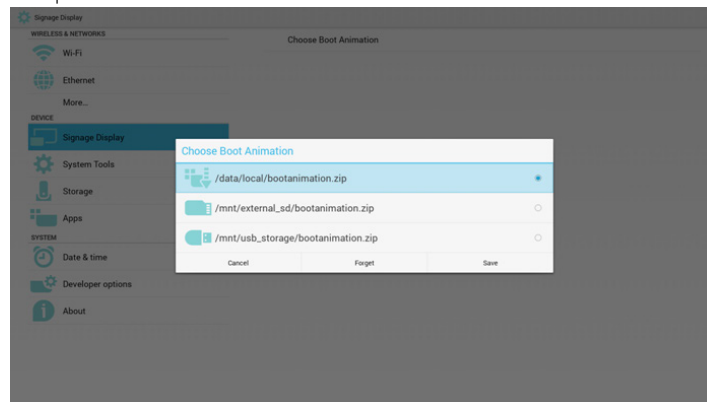 Signage Display
WIRELESS & NETWORKS
Choose Boot Animation
Wi-Fi
Ethernet
More...
DEVICE
Signage Display
System Tools
Storage
Apps
SYSTEM
Date & time
Developer options
About
Choose Boot Animation
/data/local/bootanimation.zip
/mnt/external_sd/bootanimation.zip
/mnt/usb_storage/bootanimation.zip
Cancel
Forget
Save